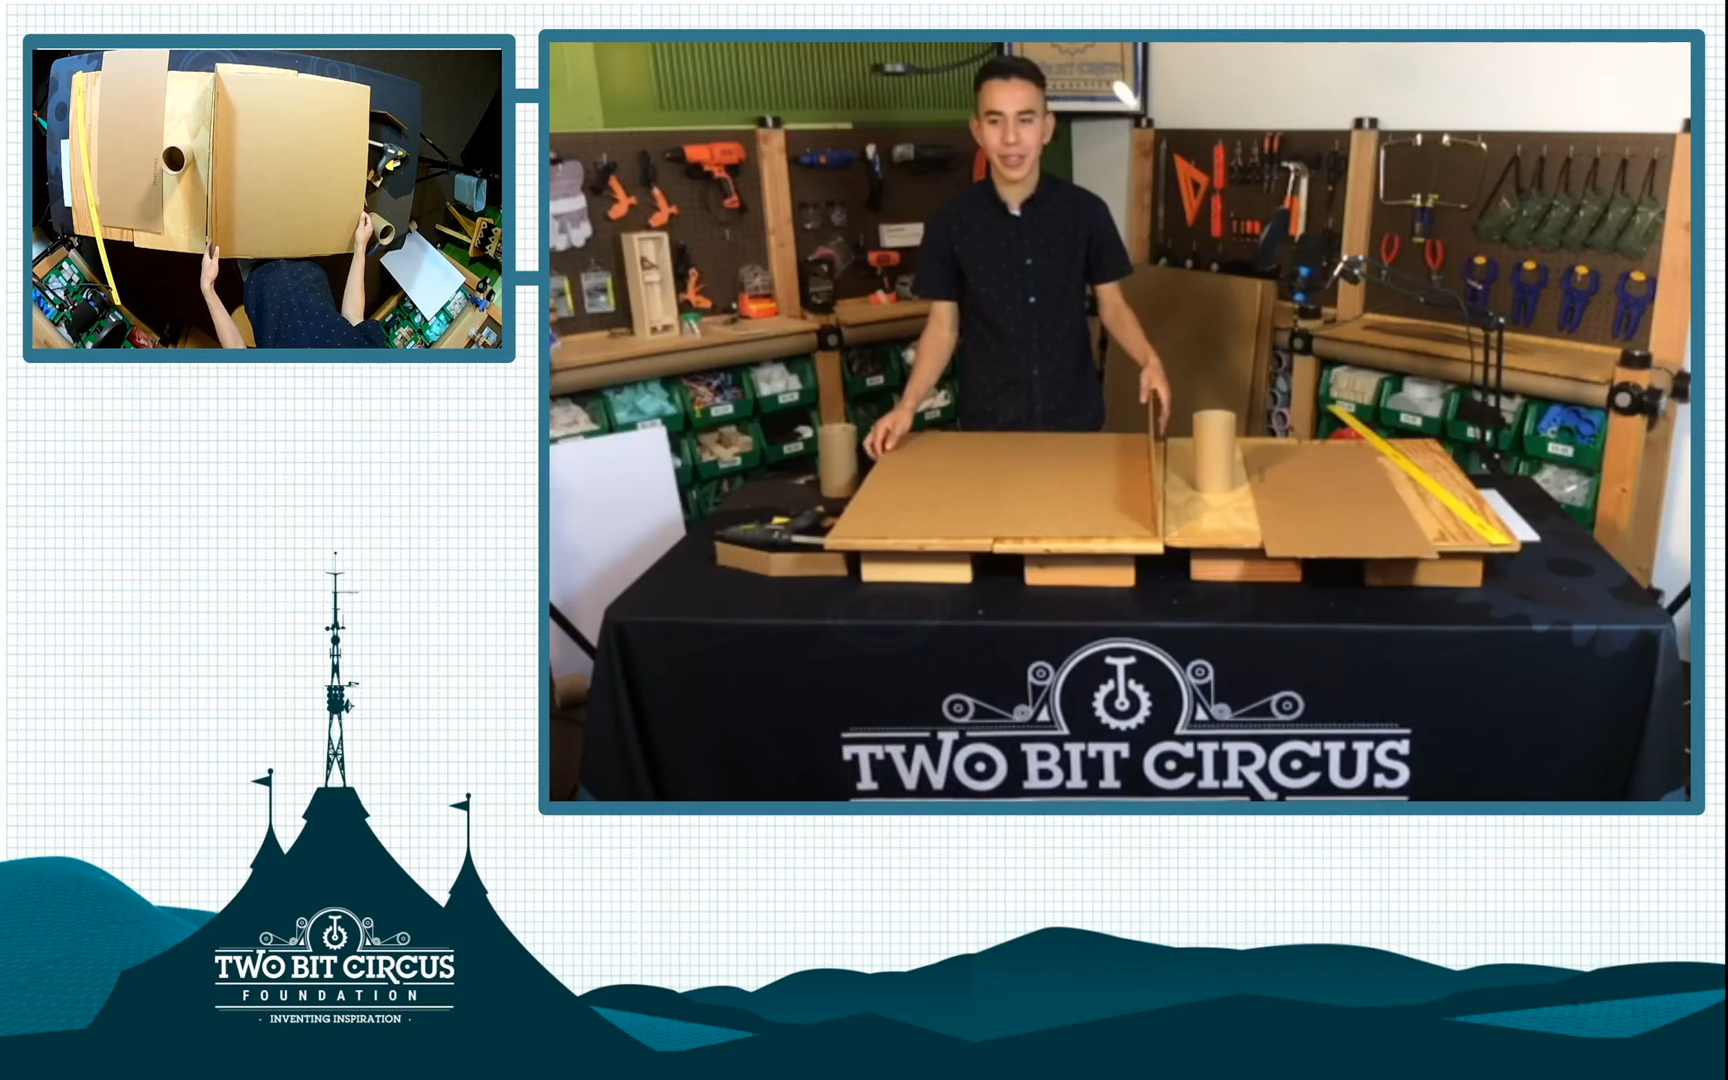 TWO BIT CIRCUS
TWO BIT CIRCUS
FOUNDATION
· INVENTING INSPIRATION ·